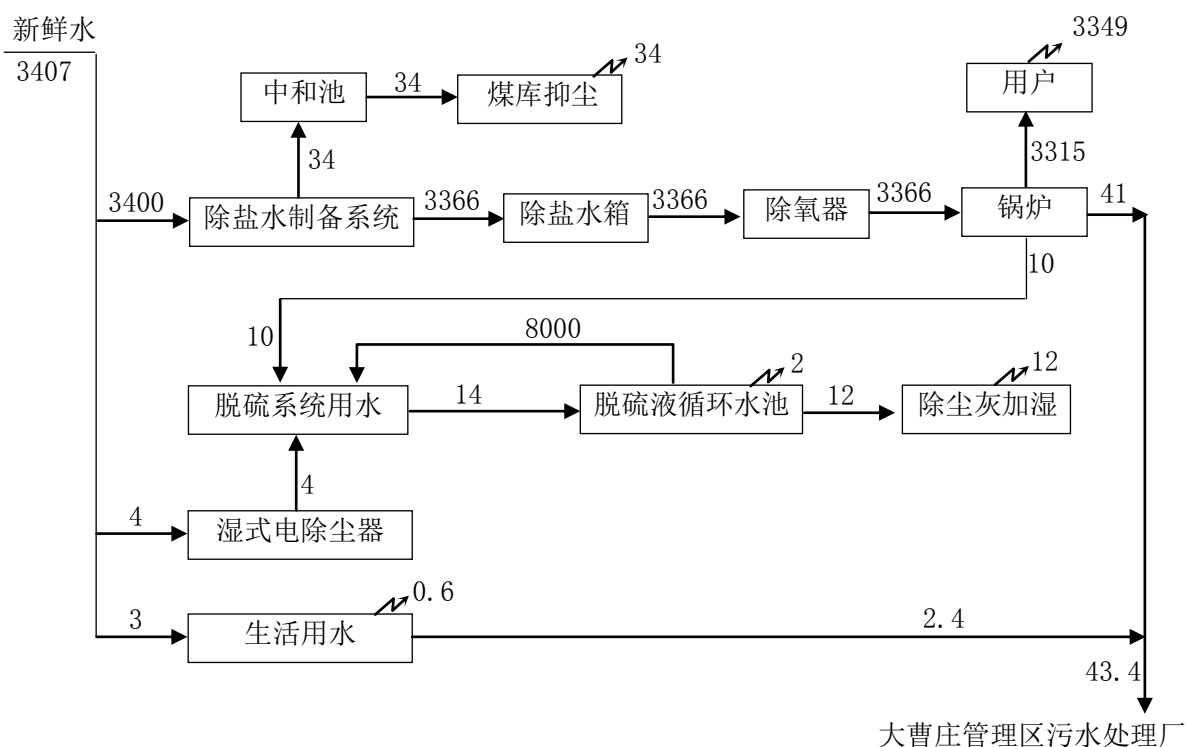 新鲜水
3407
3349
34
中和池
34
煤库抑尘
用户
34
3315
3400
除盐水制备系统
3366
除盐水箱
3366
除氧器
3366
锅炉
41
10
10
8000
脱硫系统用水
14
脱硫液循环水池
2
12
除尘灰加湿
12
4
4
湿式电除尘器
3
生活用水
0.6
2.4
43.4
大曹庄管理区污水处理厂